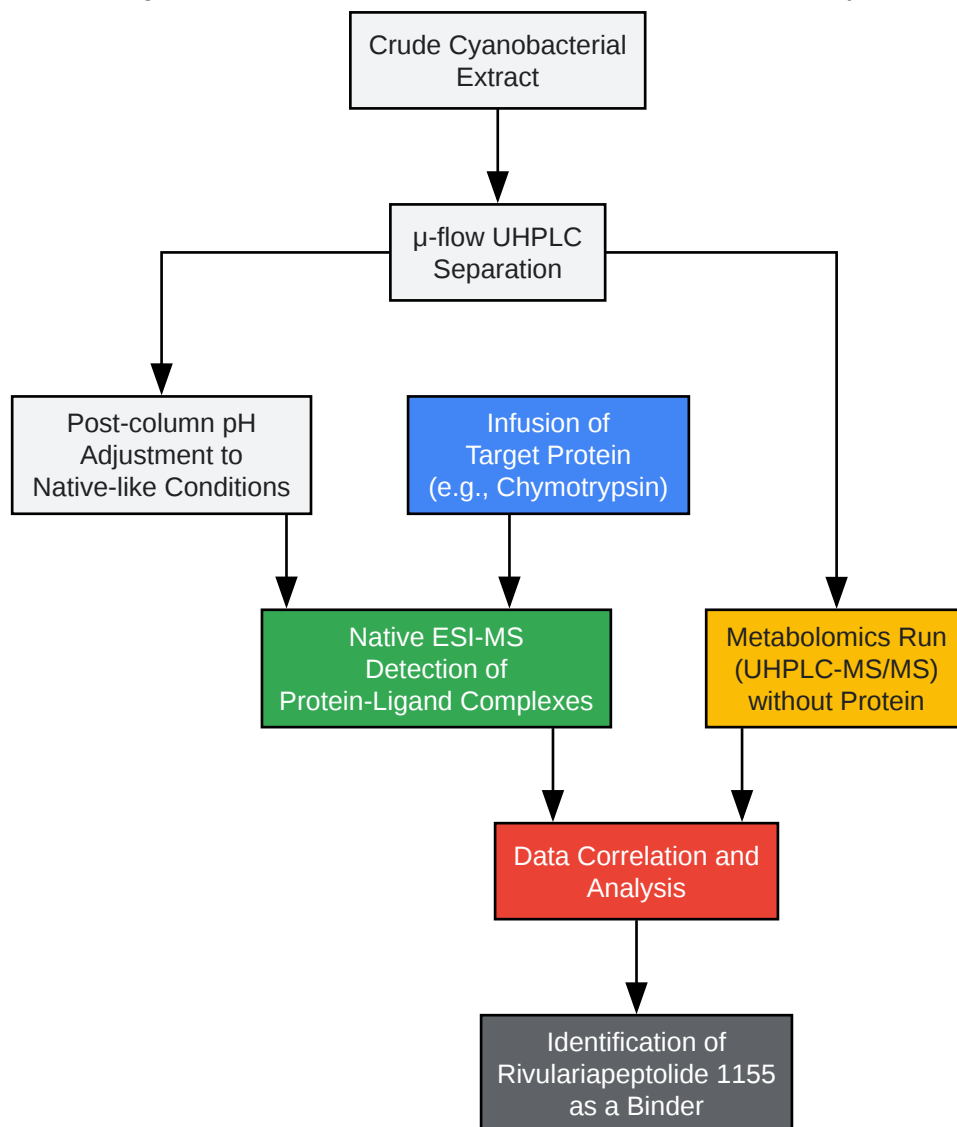 Crude Cyanobacterial
Extract
μ-flow UHPLC
Separation
Post-column pH
Adjustment to
Native-like Conditions
Infusion of
Target Protein
(e.g., Chymotrypsin)
Native ESI-MS
Detection of
Protein-Ligand Complexes
Metabolomics Run
(UHPLC-MS/MS)
without Protein
Data Correlation and
Analysis
Identification of
Rivulariapeptolide 1155
as a Binder